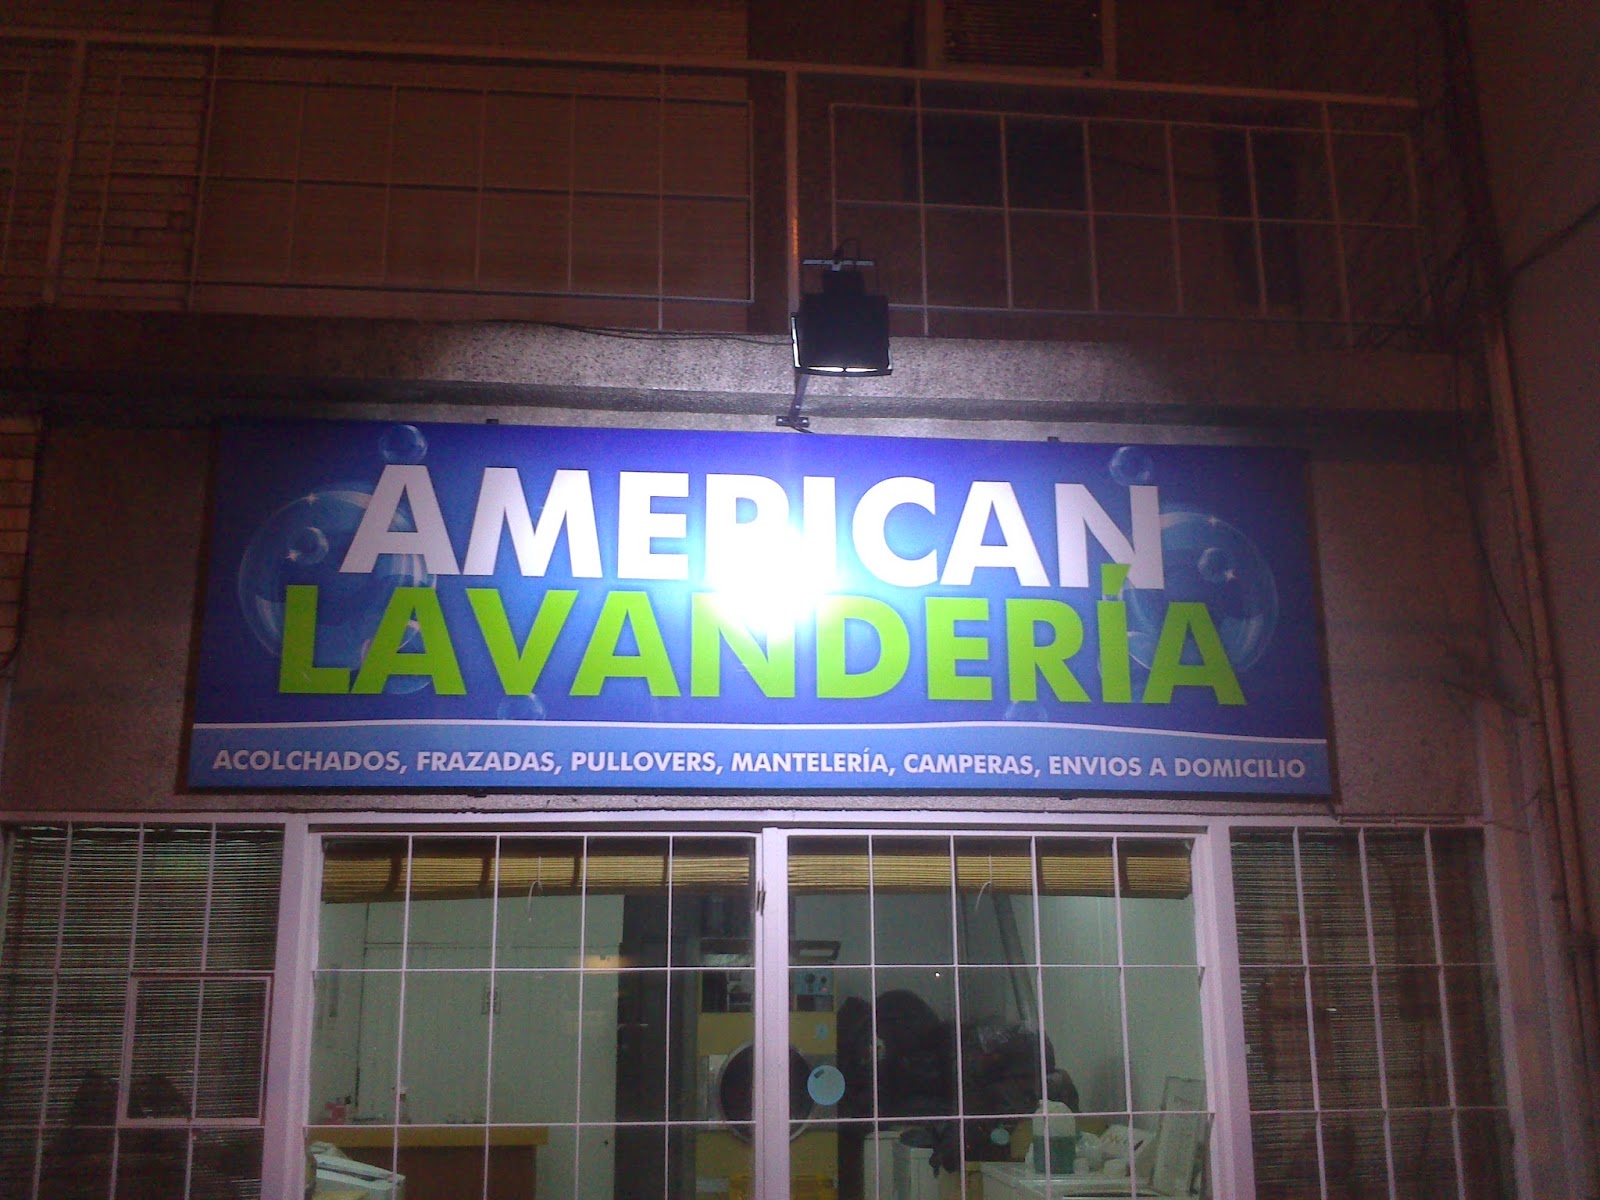 AMERICAN
LAVANDERÍA
ACOLCHADOS, FRAZADAS, PULLOVERS, MANTELERÍA, CAMPERAS, ENVIOS A DOMICILIO